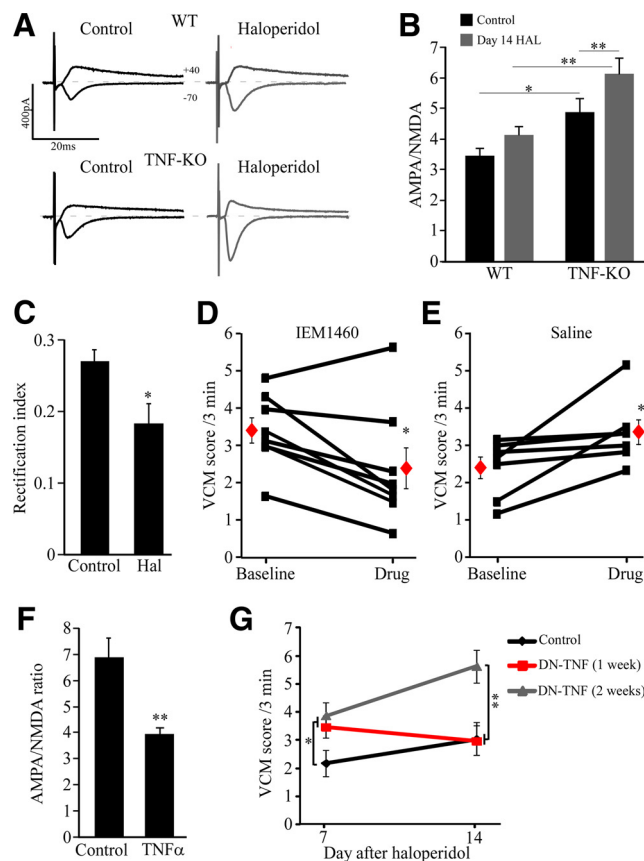 A
WT
Control
Haloperidol
+40
-70
400pA
20ms
TNF-KO
Control
Haloperidol
B
Control
Day 14 HAL
AMPA/NMDA
7
6
5
4
3
2
1
0
*
**
**
WT
TNF-KO
C
Rectification index
0.3
0.2
0.1
0
*
Control
Hal
D
IEM1460
VCM score /3 min
6
5
4
3
2
1
0
*
Baseline
Drug
E
Saline
VCM score /3 min
6
5
4
3
2
1
0
*
Baseline
Drug
F
AMPA/NMDA ratio
8
7
6
5
4
3
2
1
0
**
Control
TNFα
G
VCM score /3 min
7
6
5
4
3
2
1
0
*
**
7
14
Day after haloperidol
Control
DN-TNF (1 week)
DN-TNF (2 weeks)